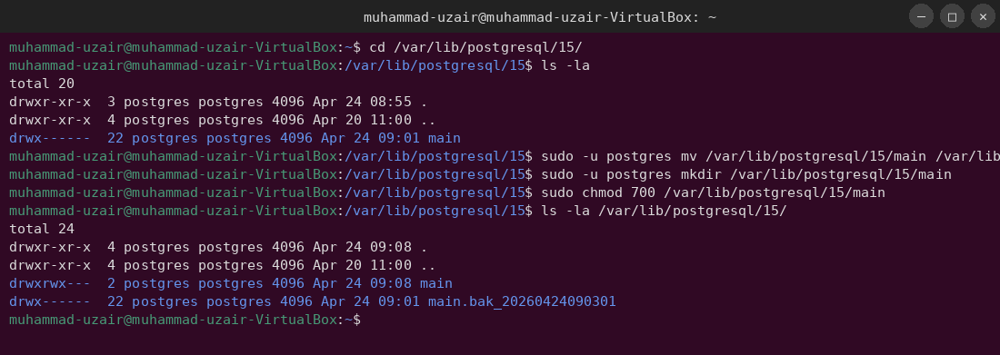 muhammad-uzair@muhammad-uzair-VirtualBox: ~
muhammad-uzair@muhammad-uzair-VirtualBox:~$ cd /var/lib/postgresql/15/
muhammad-uzair@muhammad-uzair-VirtualBox:/var/lib/postgresql/15$ ls -la
total 20
drwxr-xr-x  3 postgres postgres 4096 Apr 24 08:55 .
drwxr-xr-x  4 postgres postgres 4096 Apr 20 11:00 ..
drwx------  22 postgres postgres 4096 Apr 24 09:01 main
muhammad-uzair@muhammad-uzair-VirtualBox:/var/lib/postgresql/15$ sudo -u postgres mv /var/lib/postgresql/15/main /var/lib
muhammad-uzair@muhammad-uzair-VirtualBox:/var/lib/postgresql/15$ sudo -u postgres mkdir /var/lib/postgresql/15/main
muhammad-uzair@muhammad-uzair-VirtualBox:/var/lib/postgresql/15$ sudo chmod 700 /var/lib/postgresql/15/main
muhammad-uzair@muhammad-uzair-VirtualBox:/var/lib/postgresql/15$ ls -la /var/lib/postgresql/15/
total 24
drwxr-xr-x  4 postgres postgres 4096 Apr 24 09:08 .
drwxr-xr-x  4 postgres postgres 4096 Apr 20 11:00 ..
drwxrwx---  2 postgres postgres 4096 Apr 24 09:08 main
drwx------  22 postgres postgres 4096 Apr 24 09:01 main.bak_20260424090301
muhammad-uzair@muhammad-uzair-VirtualBox:~$